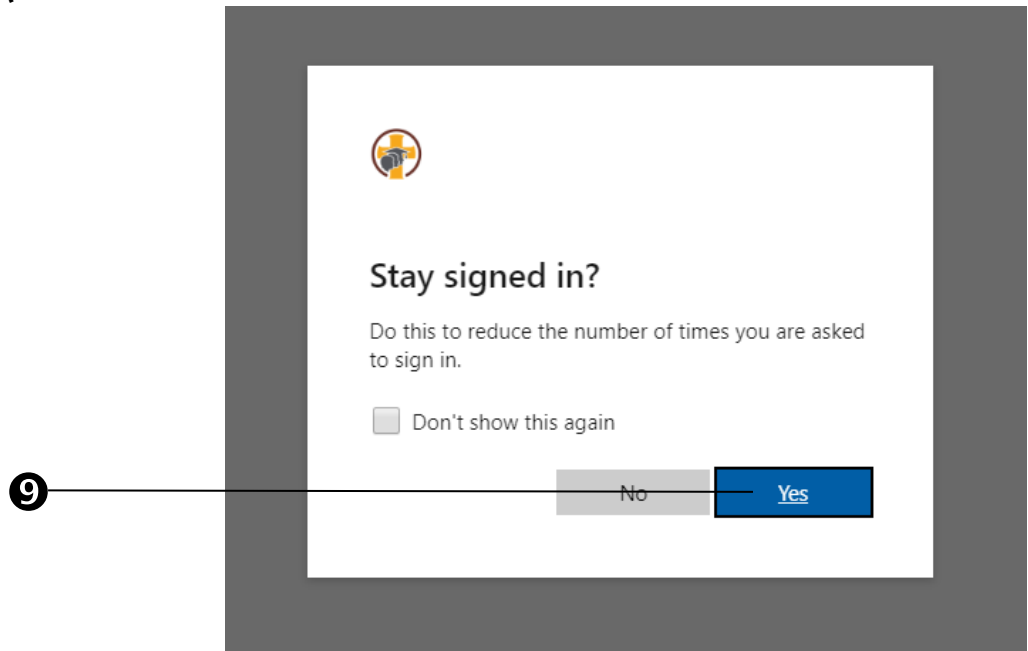 Stay signed in?
Do this to reduce the number of times you are asked
to sign in.
Don't show this again
❾
No
Yes